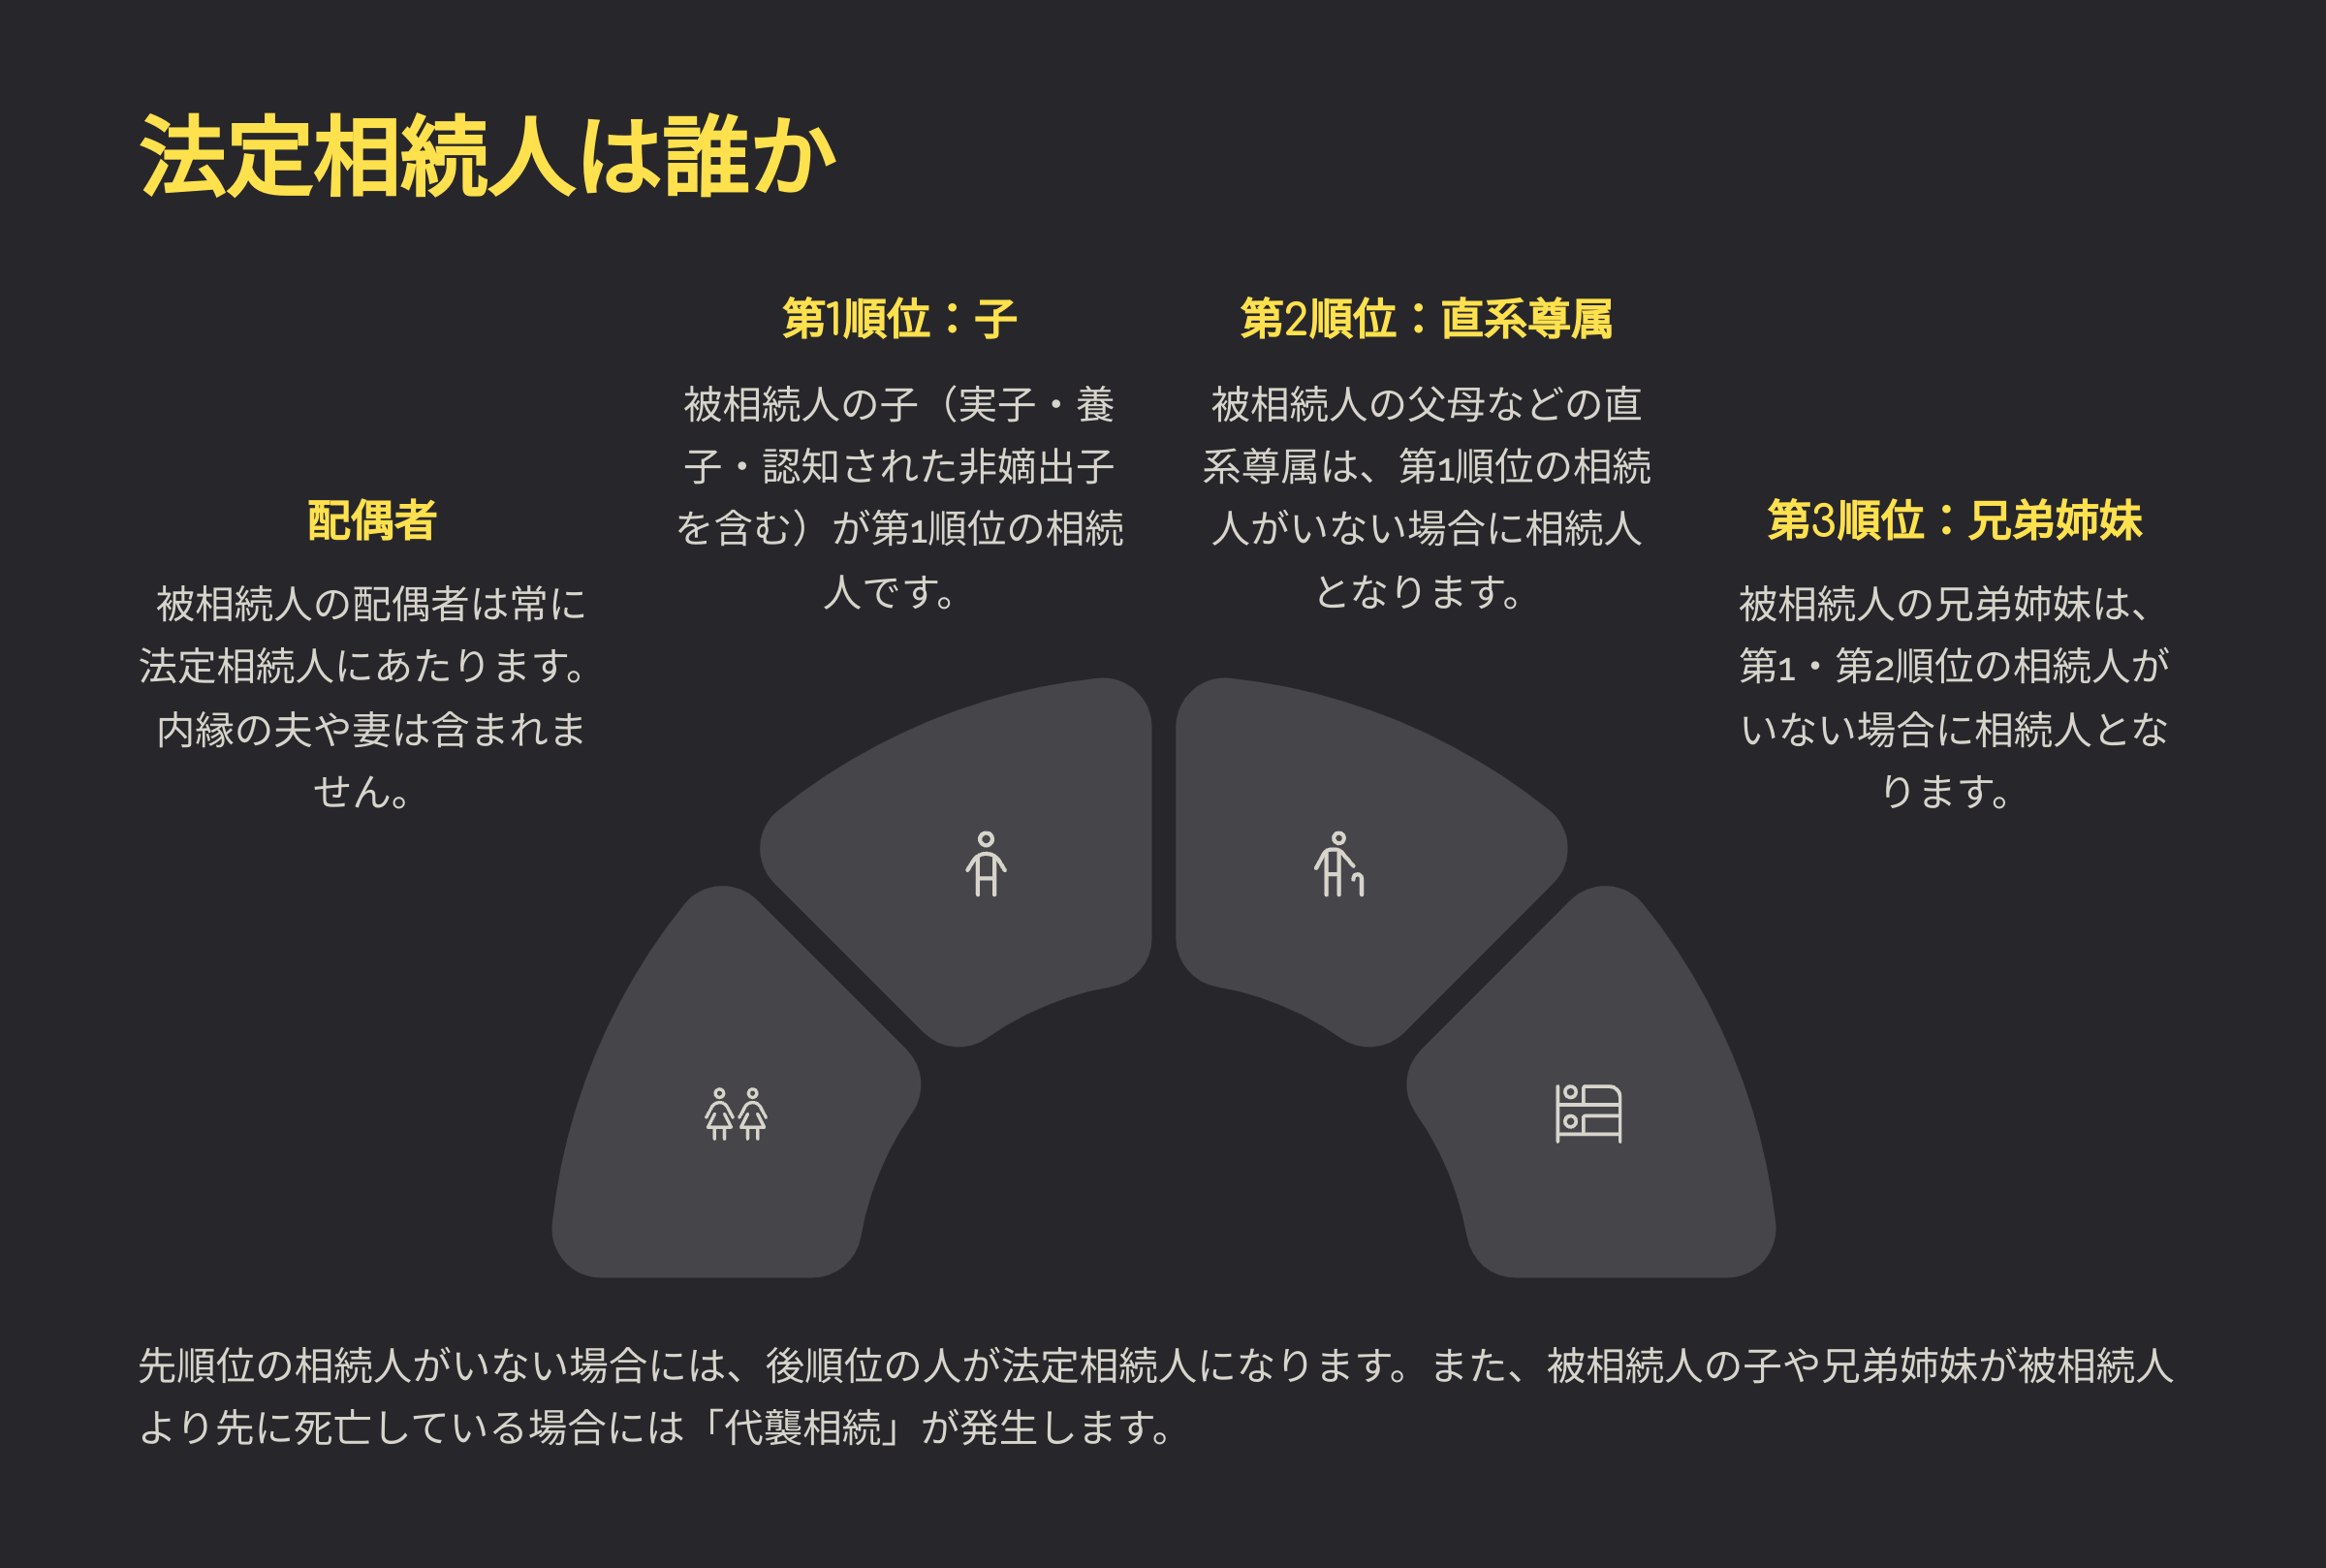 法定相続人は誰か
配偶者
被相続人の配偶者は常に
法定相続人にあたります。
内縁の夫や妻は含まれま
せん。
第1順位：子
被相続人の子（実子・養
子・認知された非嫡出子
を含む）が第1順位の相続
人です。
第2順位：直系尊属
被相続人の父母などの直
系尊属は、第1順位の相続
人がいない場合に相続人
となります。
第3順位：兄弟姉妹
被相続人の兄弟姉妹は、
第1・第2順位の相続人が
いない場合に相続人とな
ります。
先順位の相続人がいない場合には、後順位の人が法定相続人になります。また、被相続人の子や兄弟姉妹が被相続人
より先に死亡している場合には「代襲相続」が発生します。